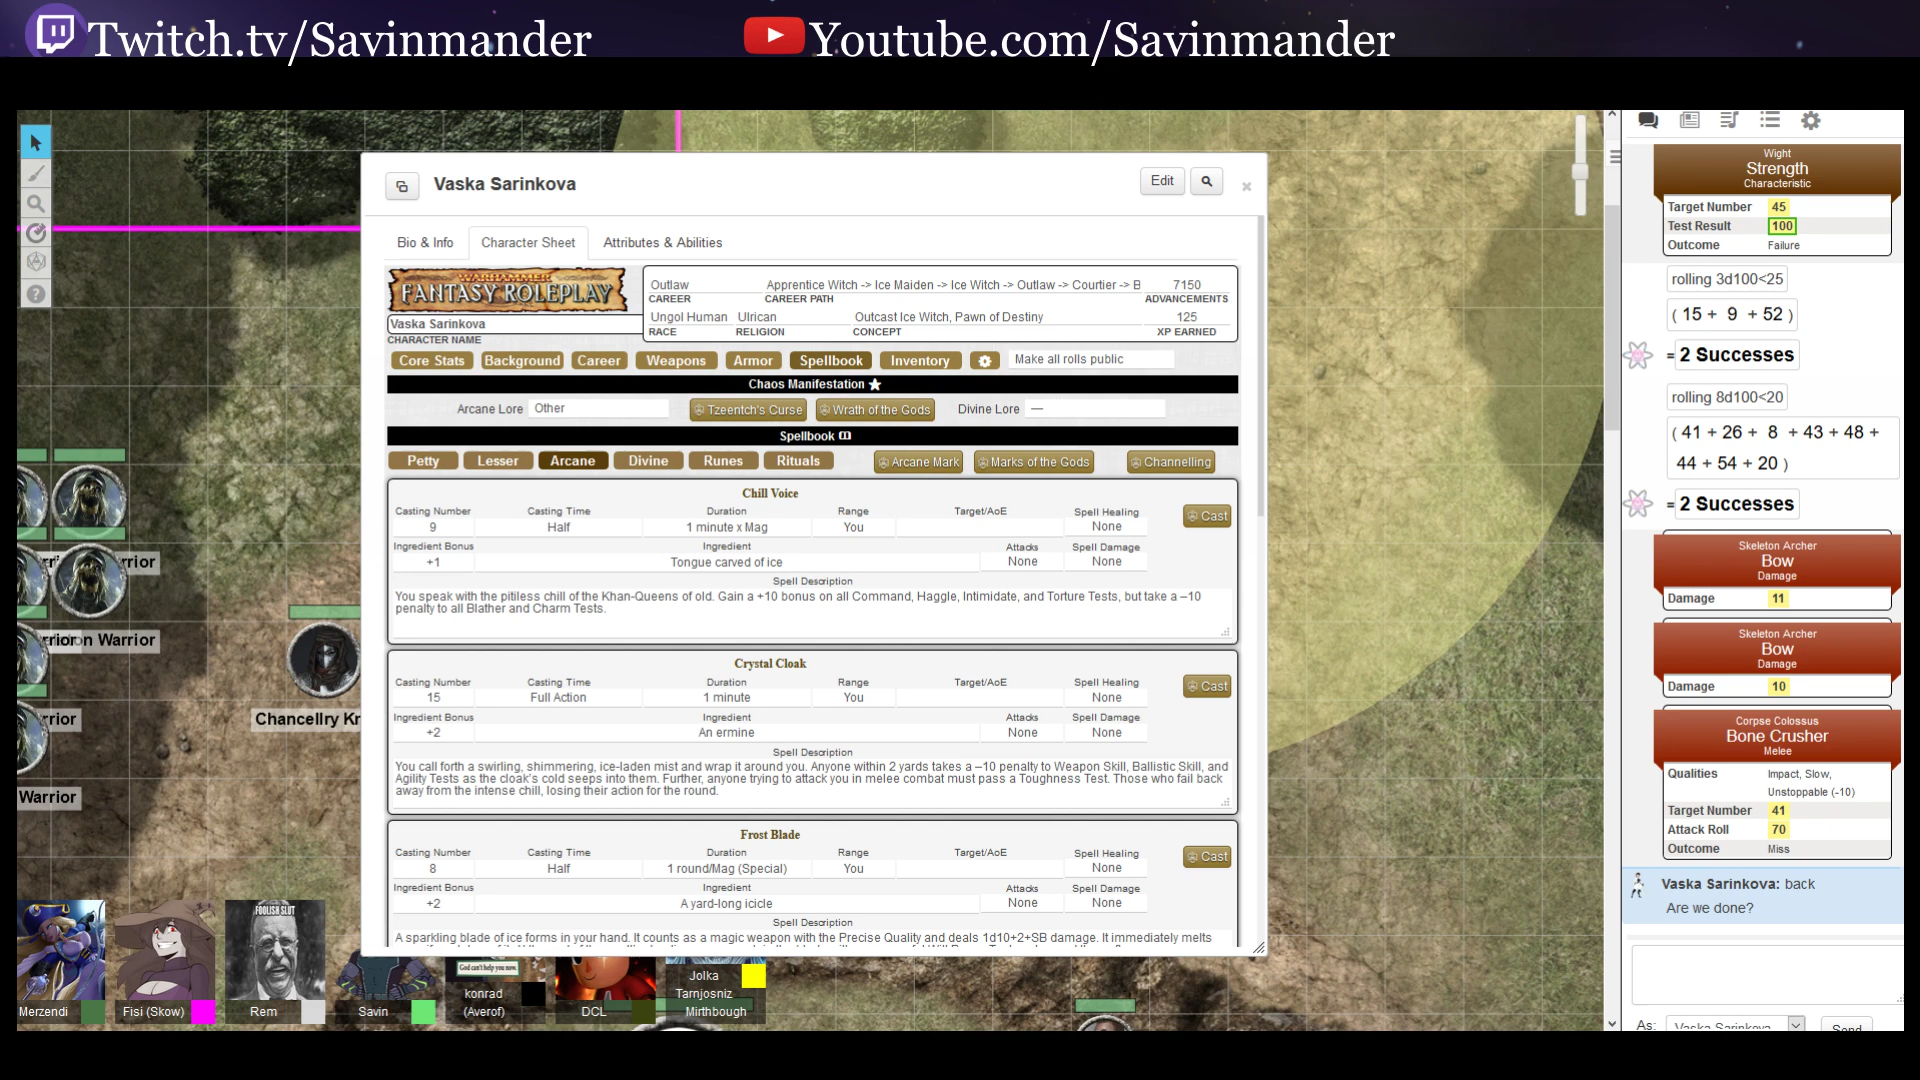 Twitch.tv/Savinmander
Youtube.com/Savinmander
Vaska Sarinkova
Edit
Bio & Info
Character Sheet
Attributes & Abilities
WARHAMMER
FANTASY ROLEPLAY
Vaska Sarinkova
CHARACTER NAME
Outlaw
Apprentice Witch -> Ice Maiden -> Ice Witch -> Outlaw -> Courtier -> B
7150
CAREER
CAREER PATH
ADVANCEMENTS
Ungol Human
Ulrican
Outcast Ice Witch, Pawn of Destiny
125
RACE
RELIGION
CONCEPT
XP EARNED
Core Stats
Background
Career
Weapons
Armor
Spellbook
Inventory
Make all rolls public
Chaos Manifestation
Arcane Lore
Other
Tzeentch's Curse
Wrath of the Gods
Divine Lore
—
Spellbook
Petty
Lesser
Arcane
Divine
Runes
Rituals
Arcane Mark
Marks of the Gods
Channelling
Chill Voice
Casting Number
Casting Time
Duration
Range
Target/AoE
Spell Healing
Cast
9
Half
1 minute x Mag
You
None
Ingredient Bonus
Ingredient
Attacks
Spell Damage
+1
Tongue carved of ice
None
None
Spell Description
You speak with the pitiless chill of the Khan-Queens of old. Gain a +10 bonus on all Command, Haggle, Intimidate, and Torture Tests, but take a –10
penalty to all Blather and Charm Tests.
Crystal Cloak
Casting Number
Casting Time
Duration
Range
Target/AoE
Spell Healing
Cast
15
Full Action
1 minute
You
None
Ingredient Bonus
Ingredient
Attacks
Spell Damage
+2
An ermine
None
None
Spell Description
You call forth a swirling, shimmering, ice-laden mist and wrap it around you. Anyone within 2 yards takes a –10 penalty to Weapon Skill, Ballistic Skill, and
Agility Tests as the cloak's cold seeps into them. Further, anyone trying to attack you in melee combat must pass a Toughness Test. Those who fail back
away from the intense chill, losing their action for the round.
Frost Blade
Casting Number
Casting Time
Duration
Range
Target/AoE
Spell Healing
Cast
8
Half
1 round/Mag (Special)
You
None
Ingredient Bonus
Ingredient
Attacks
Spell Damage
+2
A yard-long icicle
None
None
Spell Description
A sparkling blade of ice forms in your hand. It counts as a magic weapon with the Precise Quality and deals 1d10+2+SB damage. It immediately melts
rrior
Warrior
rrior
Warrior
Chancellry Kr
FOOLISH SLUT
God can't help you now.
Merzendi
Fisi (Skow)
Rem
Savin
konrad
(Averof)
DCL
Jolka
Tarnjosniz
Mirthbough
Wight
Strength
Characteristic
Target Number 45
Test Result 100
Outcome Failure
rolling 3d100<25
( 15 + 9 + 52 )
= 2 Successes
rolling 8d100<20
( 41 + 26 + 8 + 43 + 48 +
44 + 54 + 20 )
= 2 Successes
Skeleton Archer
Bow
Damage
Damage 11
Skeleton Archer
Bow
Damage
Damage 10
Corpse Colossus
Bone Crusher
Melee
Qualities Impact, Slow,
Unstoppable (-10)
Target Number 41
Attack Roll 70
Outcome Miss
Vaska Sarinkova: back
Are we done?
As: Vaska Sarinkova
Send